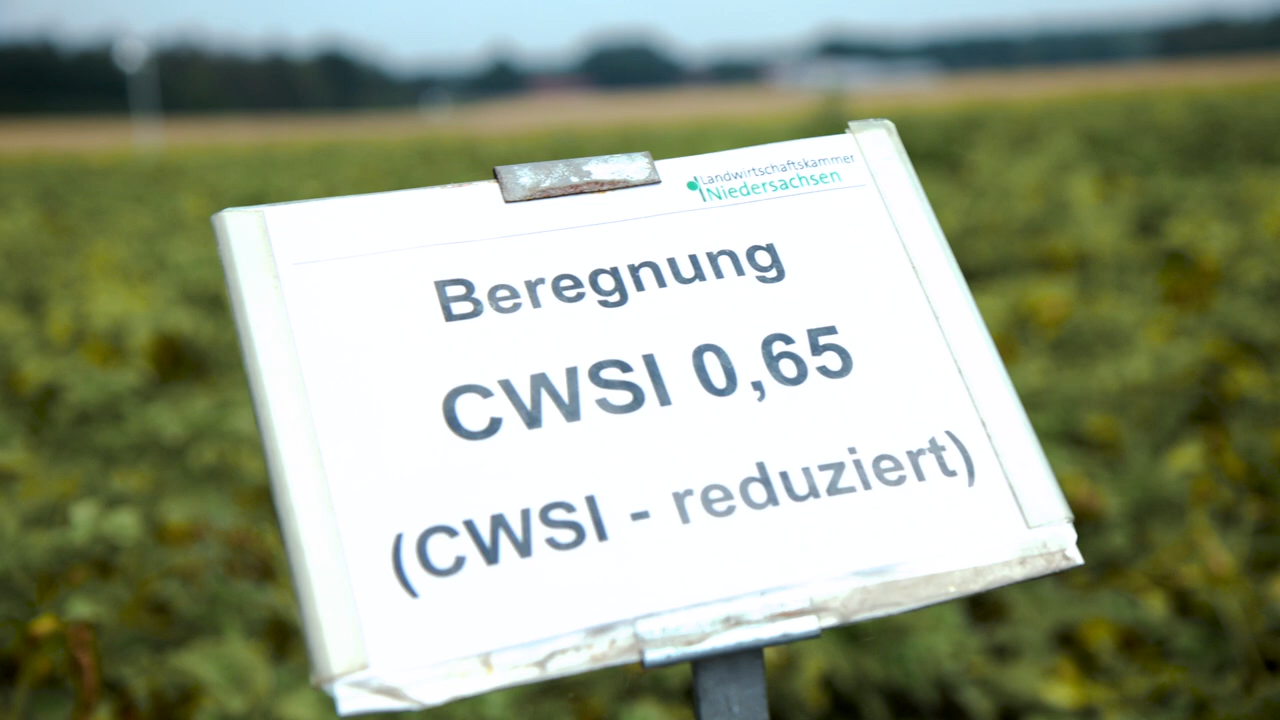 Landwirtschaftskammer
Niedersachsen
Beregnung
CWSI 0,65
(CWSI - reduziert)